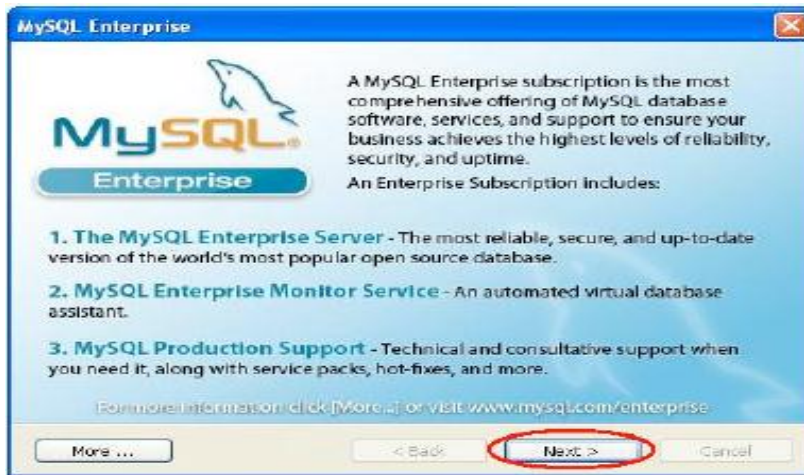 MySQL Enterprise
MySQL®
Enterprise
A MySQL Enterprise subscription is the most
comprehensive offering of MySQL database
software, services, and support to ensure your
business achieves the highest levels of reliability,
security, and uptime.
An Enterprise Subscription includes:
1. The MySQL Enterprise Server - The most reliable, secure, and up-to-date
version of the world's most popular open source database.
2. MySQL Enterprise Monitor Service - An automated virtual database
assistant.
3. MySQL Production Support - Technical and consultative support when
you need it, along with service packs, hot-fixes, and more.
For more information click [More...] or visit www.mysql.com/enterprise
More ...
< Back
Next >
Cancel